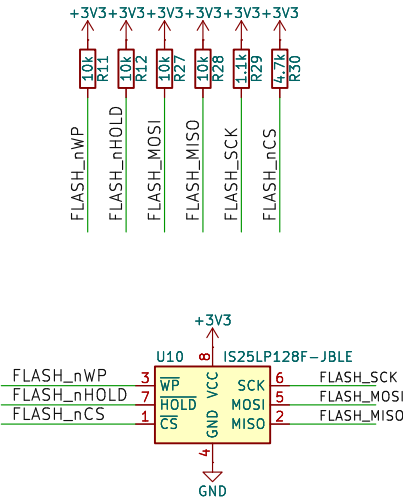 +3V3 +3V3 +3V3 +3V3 +3V3 +3V3
10k R11 10k R12 10k R27 10k R28 1.1k R29 4.7k R30
FLASH_nWP FLASH_nHOLD FLASH_MOSI FLASH_MISO FLASH_SCK FLASH_nCS
+3V3
U10 8 IS25LP128F-JBLE
FLASH_nWP 3 WP VCC SCK 6 FLASH_SCK
FLASH_nHOLD 7 HOLD MOSI 5 FLASH_MOSI
FLASH_nCS 1 CS GND MISO 2 FLASH_MISO
4
GND